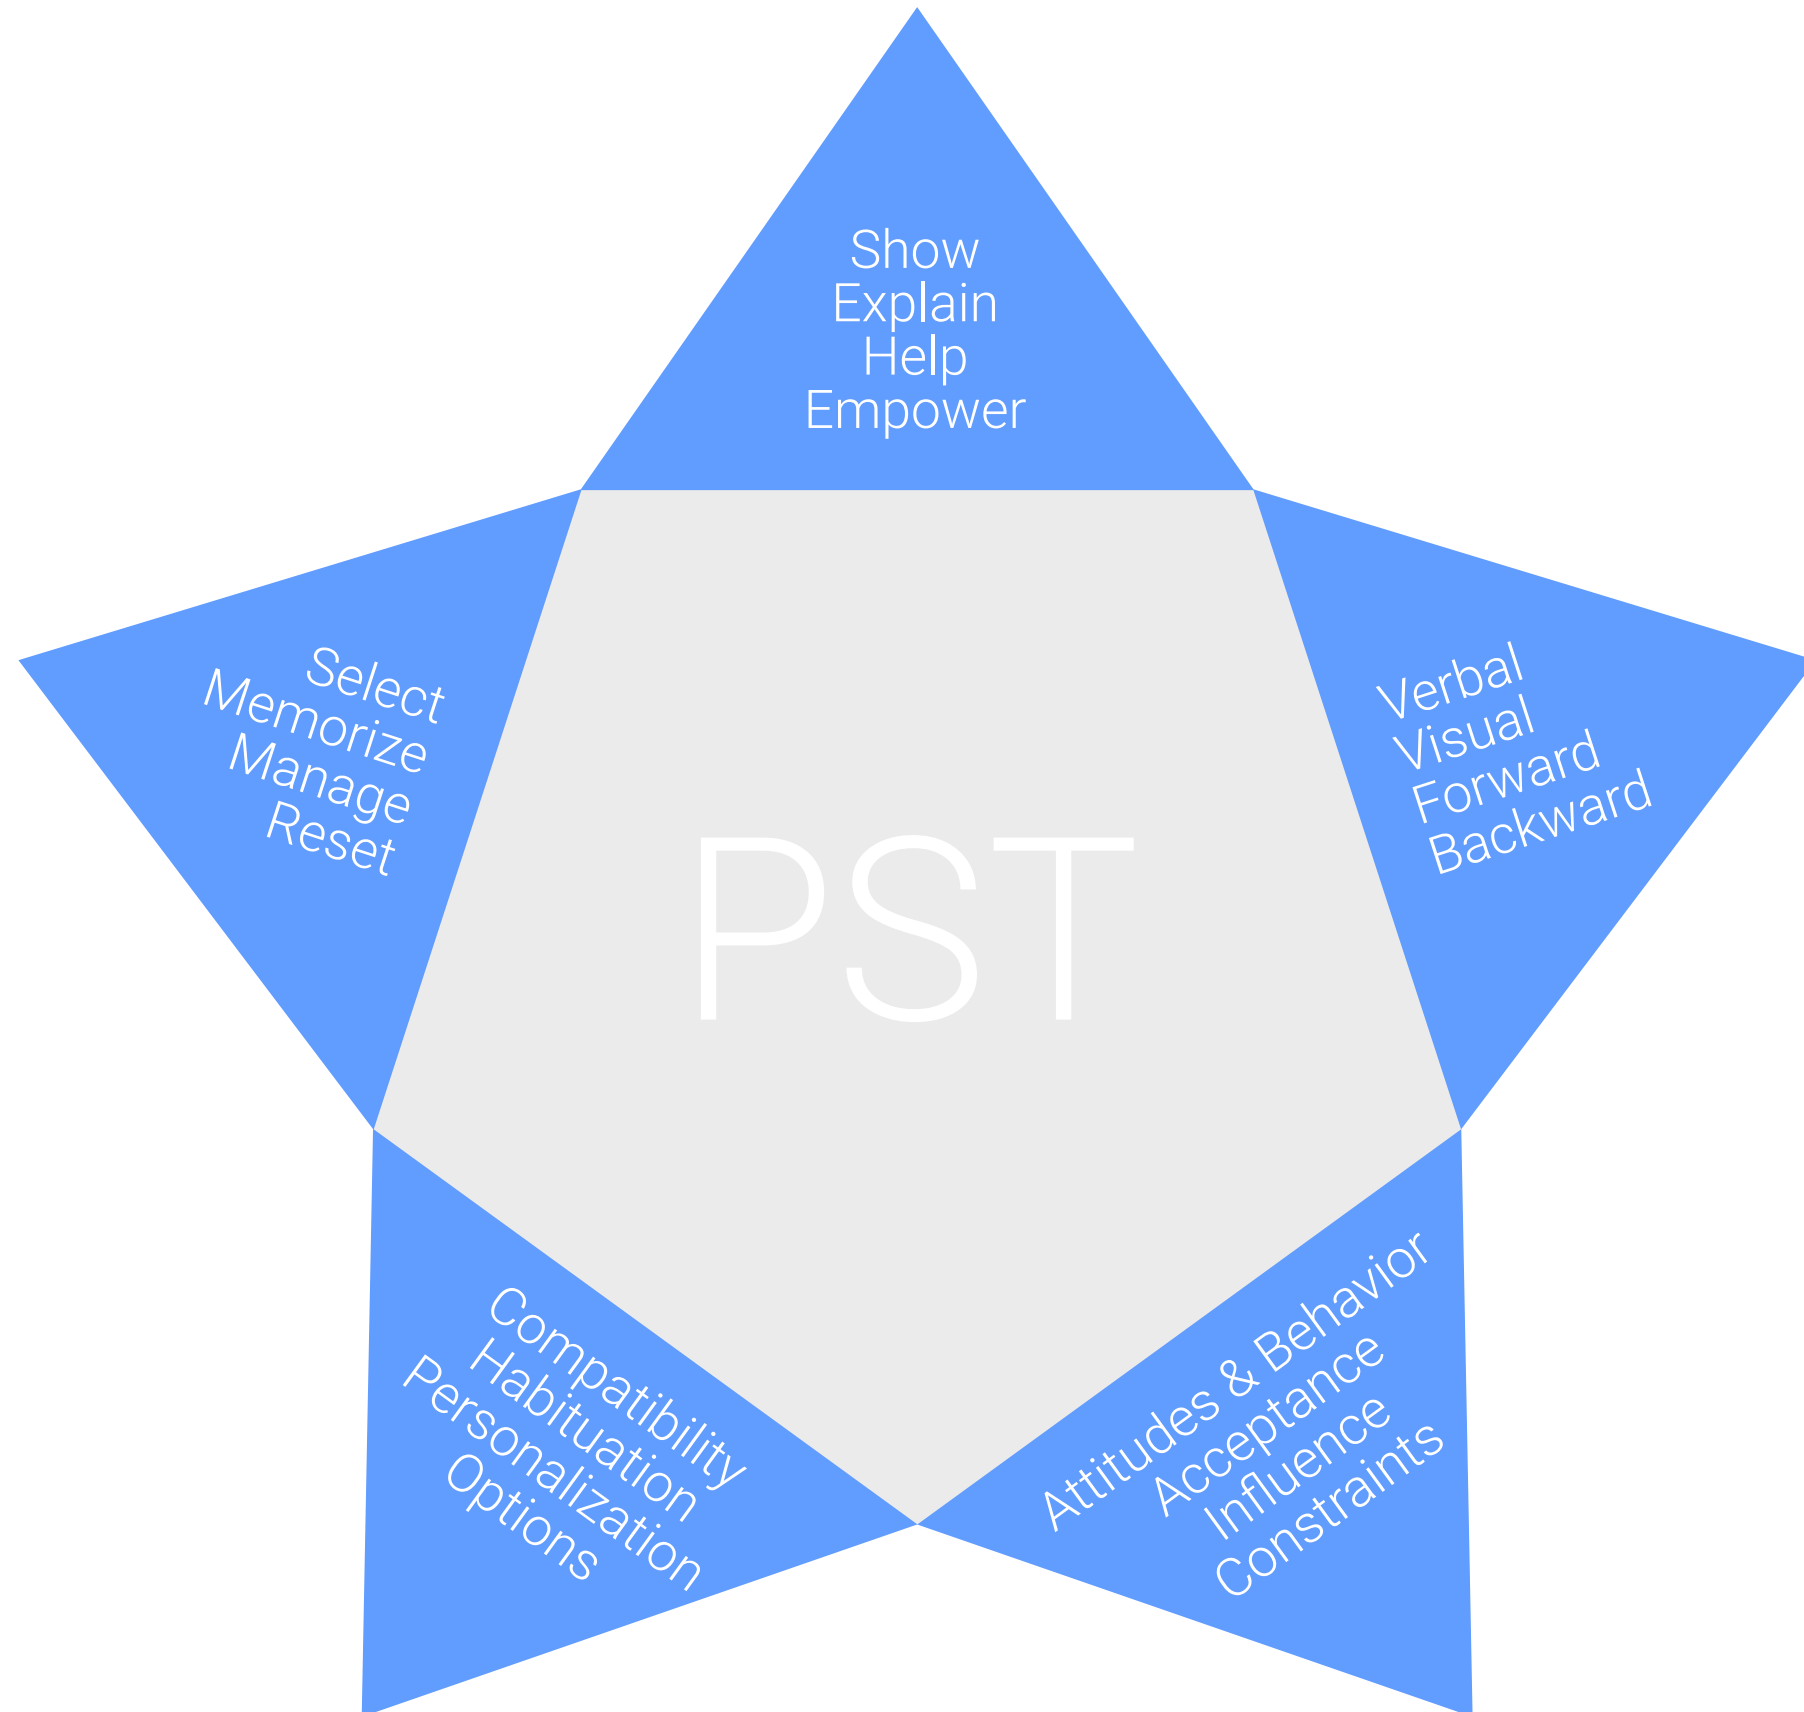 Show
Explain
Help
Empower
Select
Memorize
Manage
Reset
Verbal
Visual
Forward
Backward
PST
Compatibility
Habituation
Personalization
Options
Attitudes & Behavior
Acceptance
Influence
Constraints